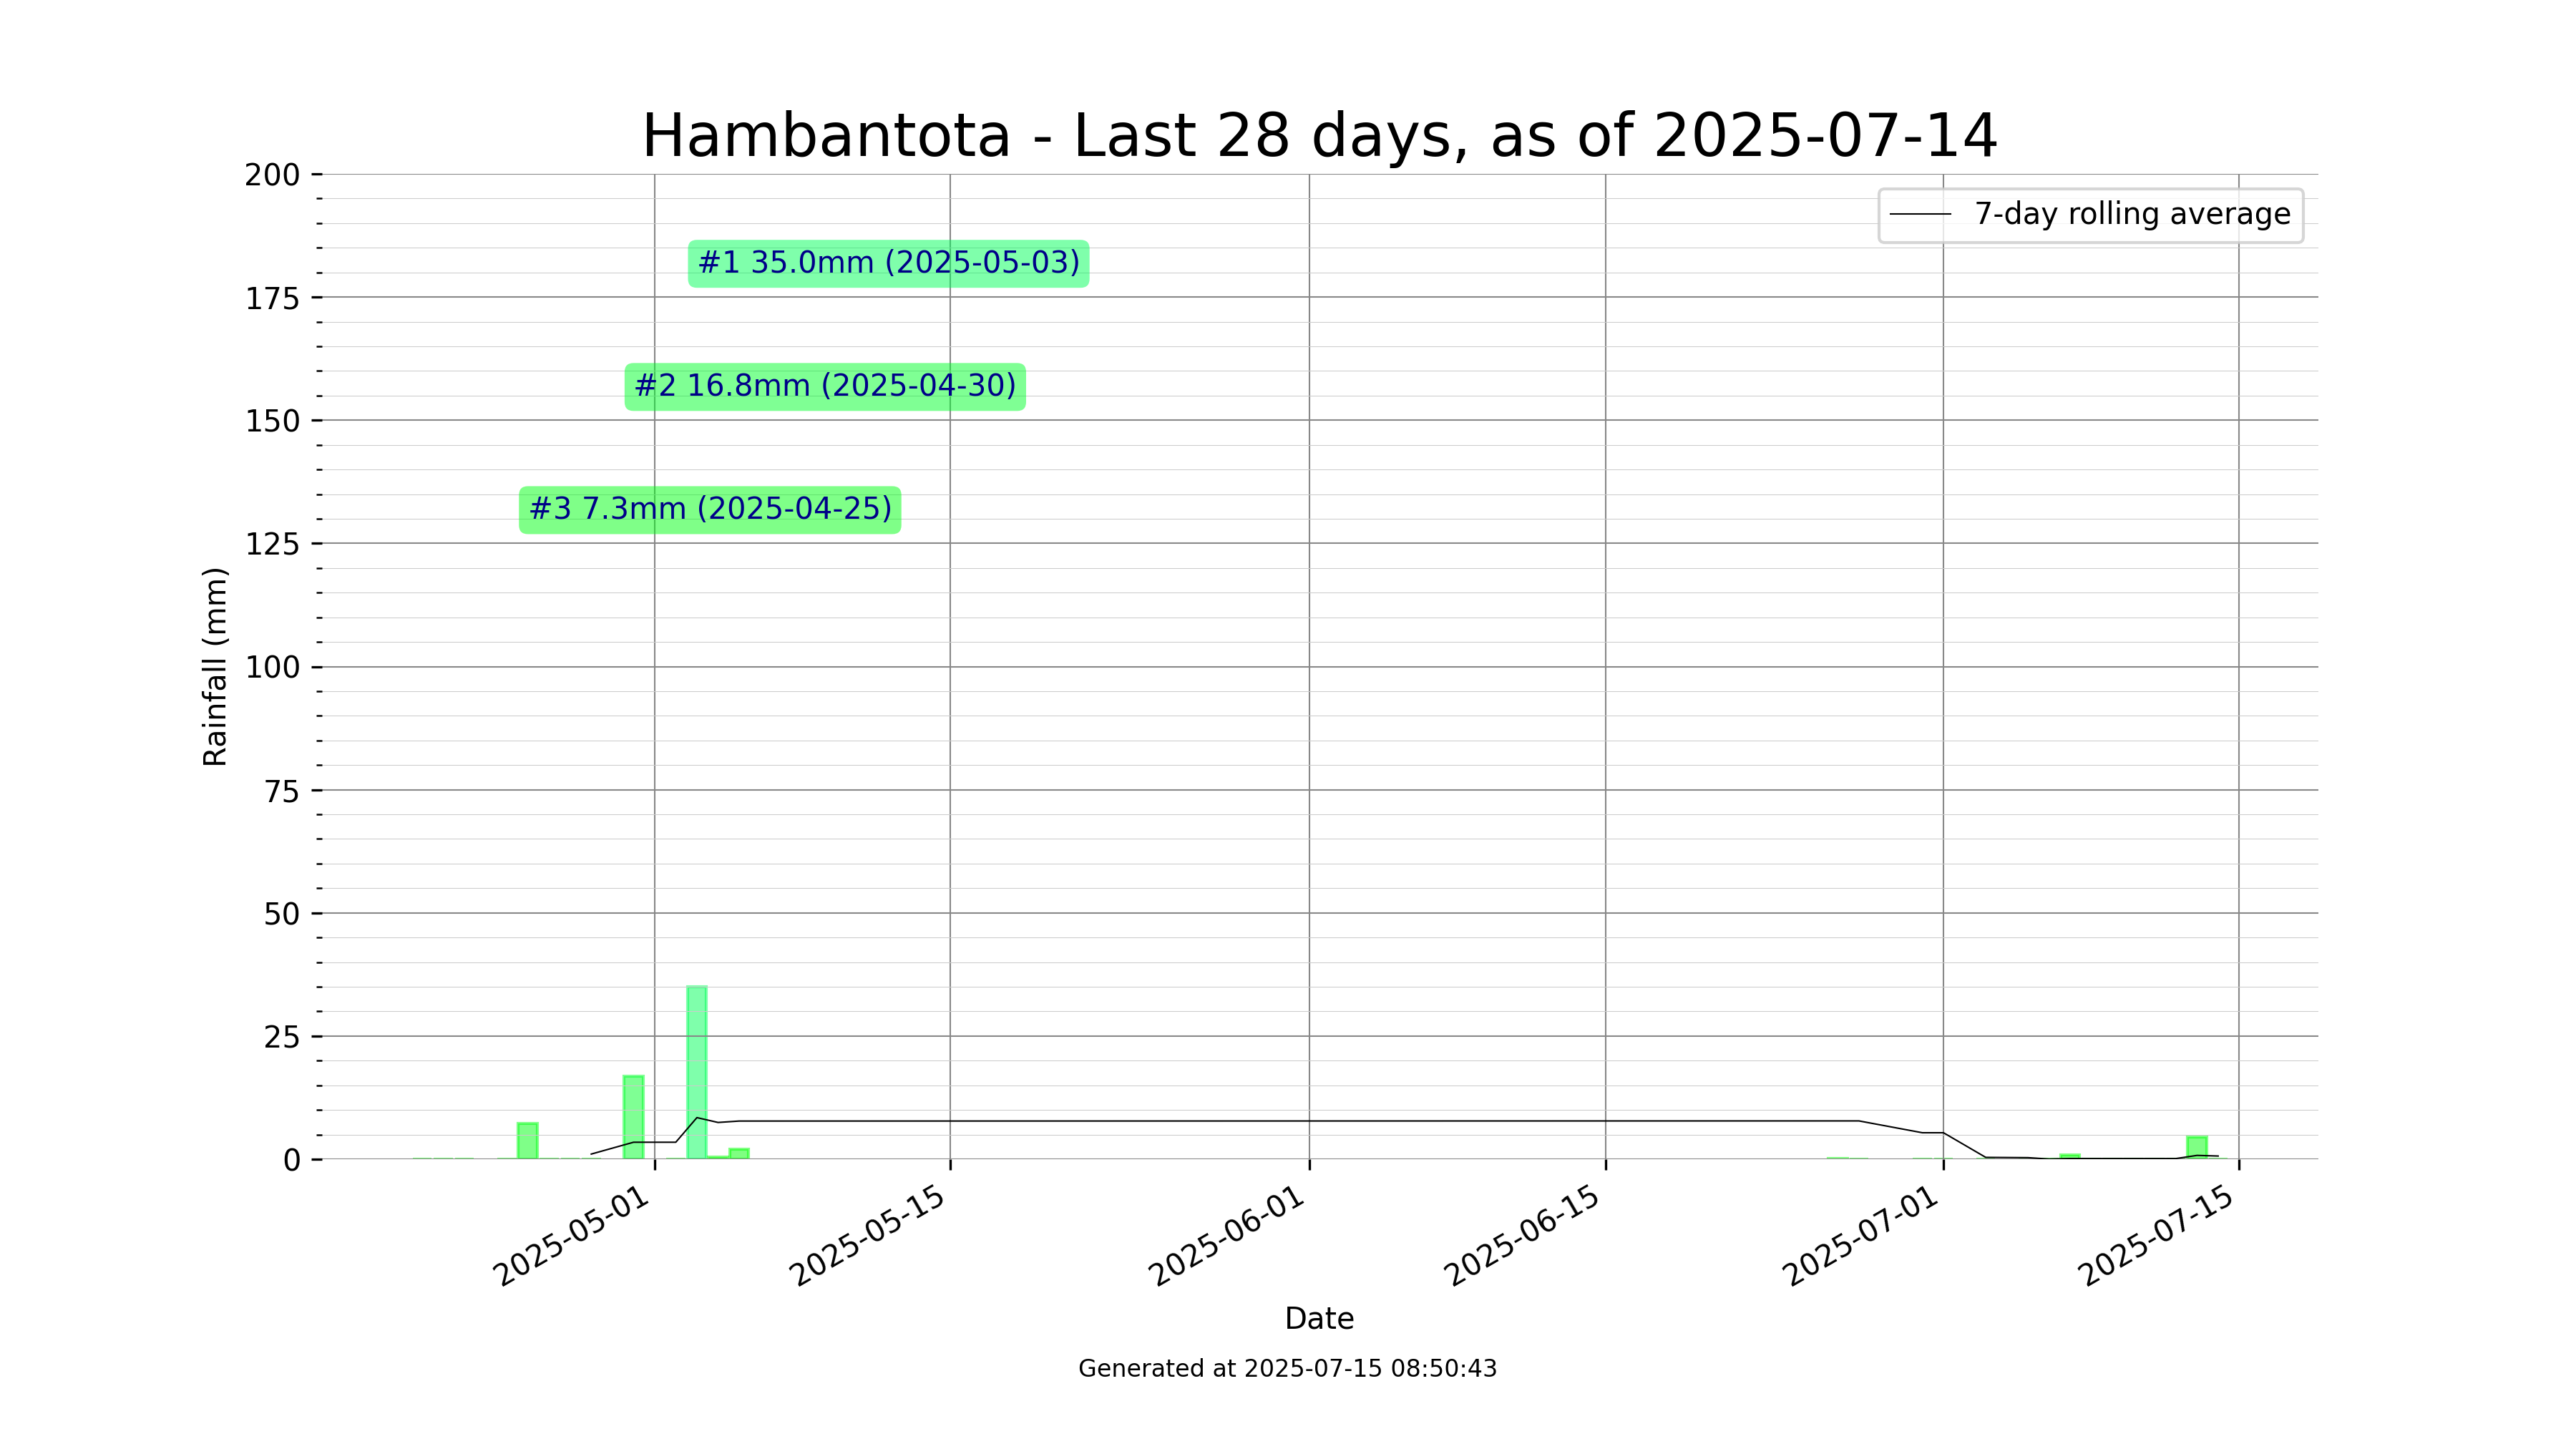 Hambantota - Last 28 days, as of 2025-07-14
7-day rolling average
#1 35.0mm (2025-05-03)
#2 16.8mm (2025-04-30)
#3 7.3mm (2025-04-25)
Rainfall (mm)
200
175
150
125
100
75
50
25
0
2025-05-01
2025-05-15
2025-06-01
2025-06-15
2025-07-01
2025-07-15
Date
Generated at 2025-07-15 08:50:43